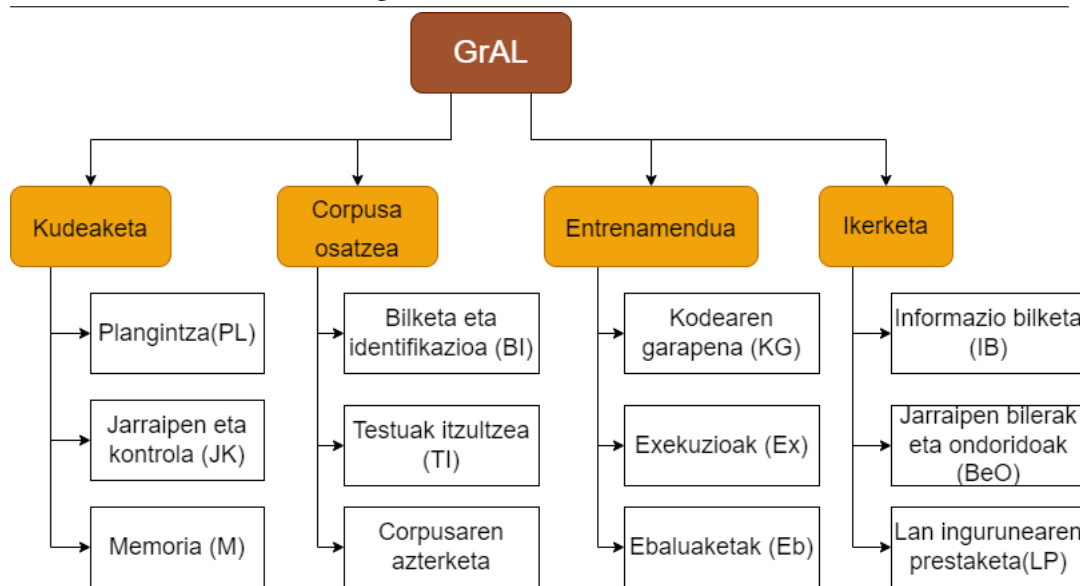 GrAL
Kudeaketa
Corpusa
osatzea
Entrenamendua
Ikerketa
Plangintza(PL)
Jarraipen eta
kontrola (JK)
Memoria (M)
Bilketa eta
identifikazioa (BI)
Testuak itzultzea
(TI)
Corpusaren
azterketa
Kodearen
garapena (KG)
Exekuzioak (Ex)
Ebaluaketak (Eb)
Informazio bilketa
(IB)
Jarraipen bilerak
eta ondoridoak
(BeO)
Lan ingurunearen
prestaketa(LP)